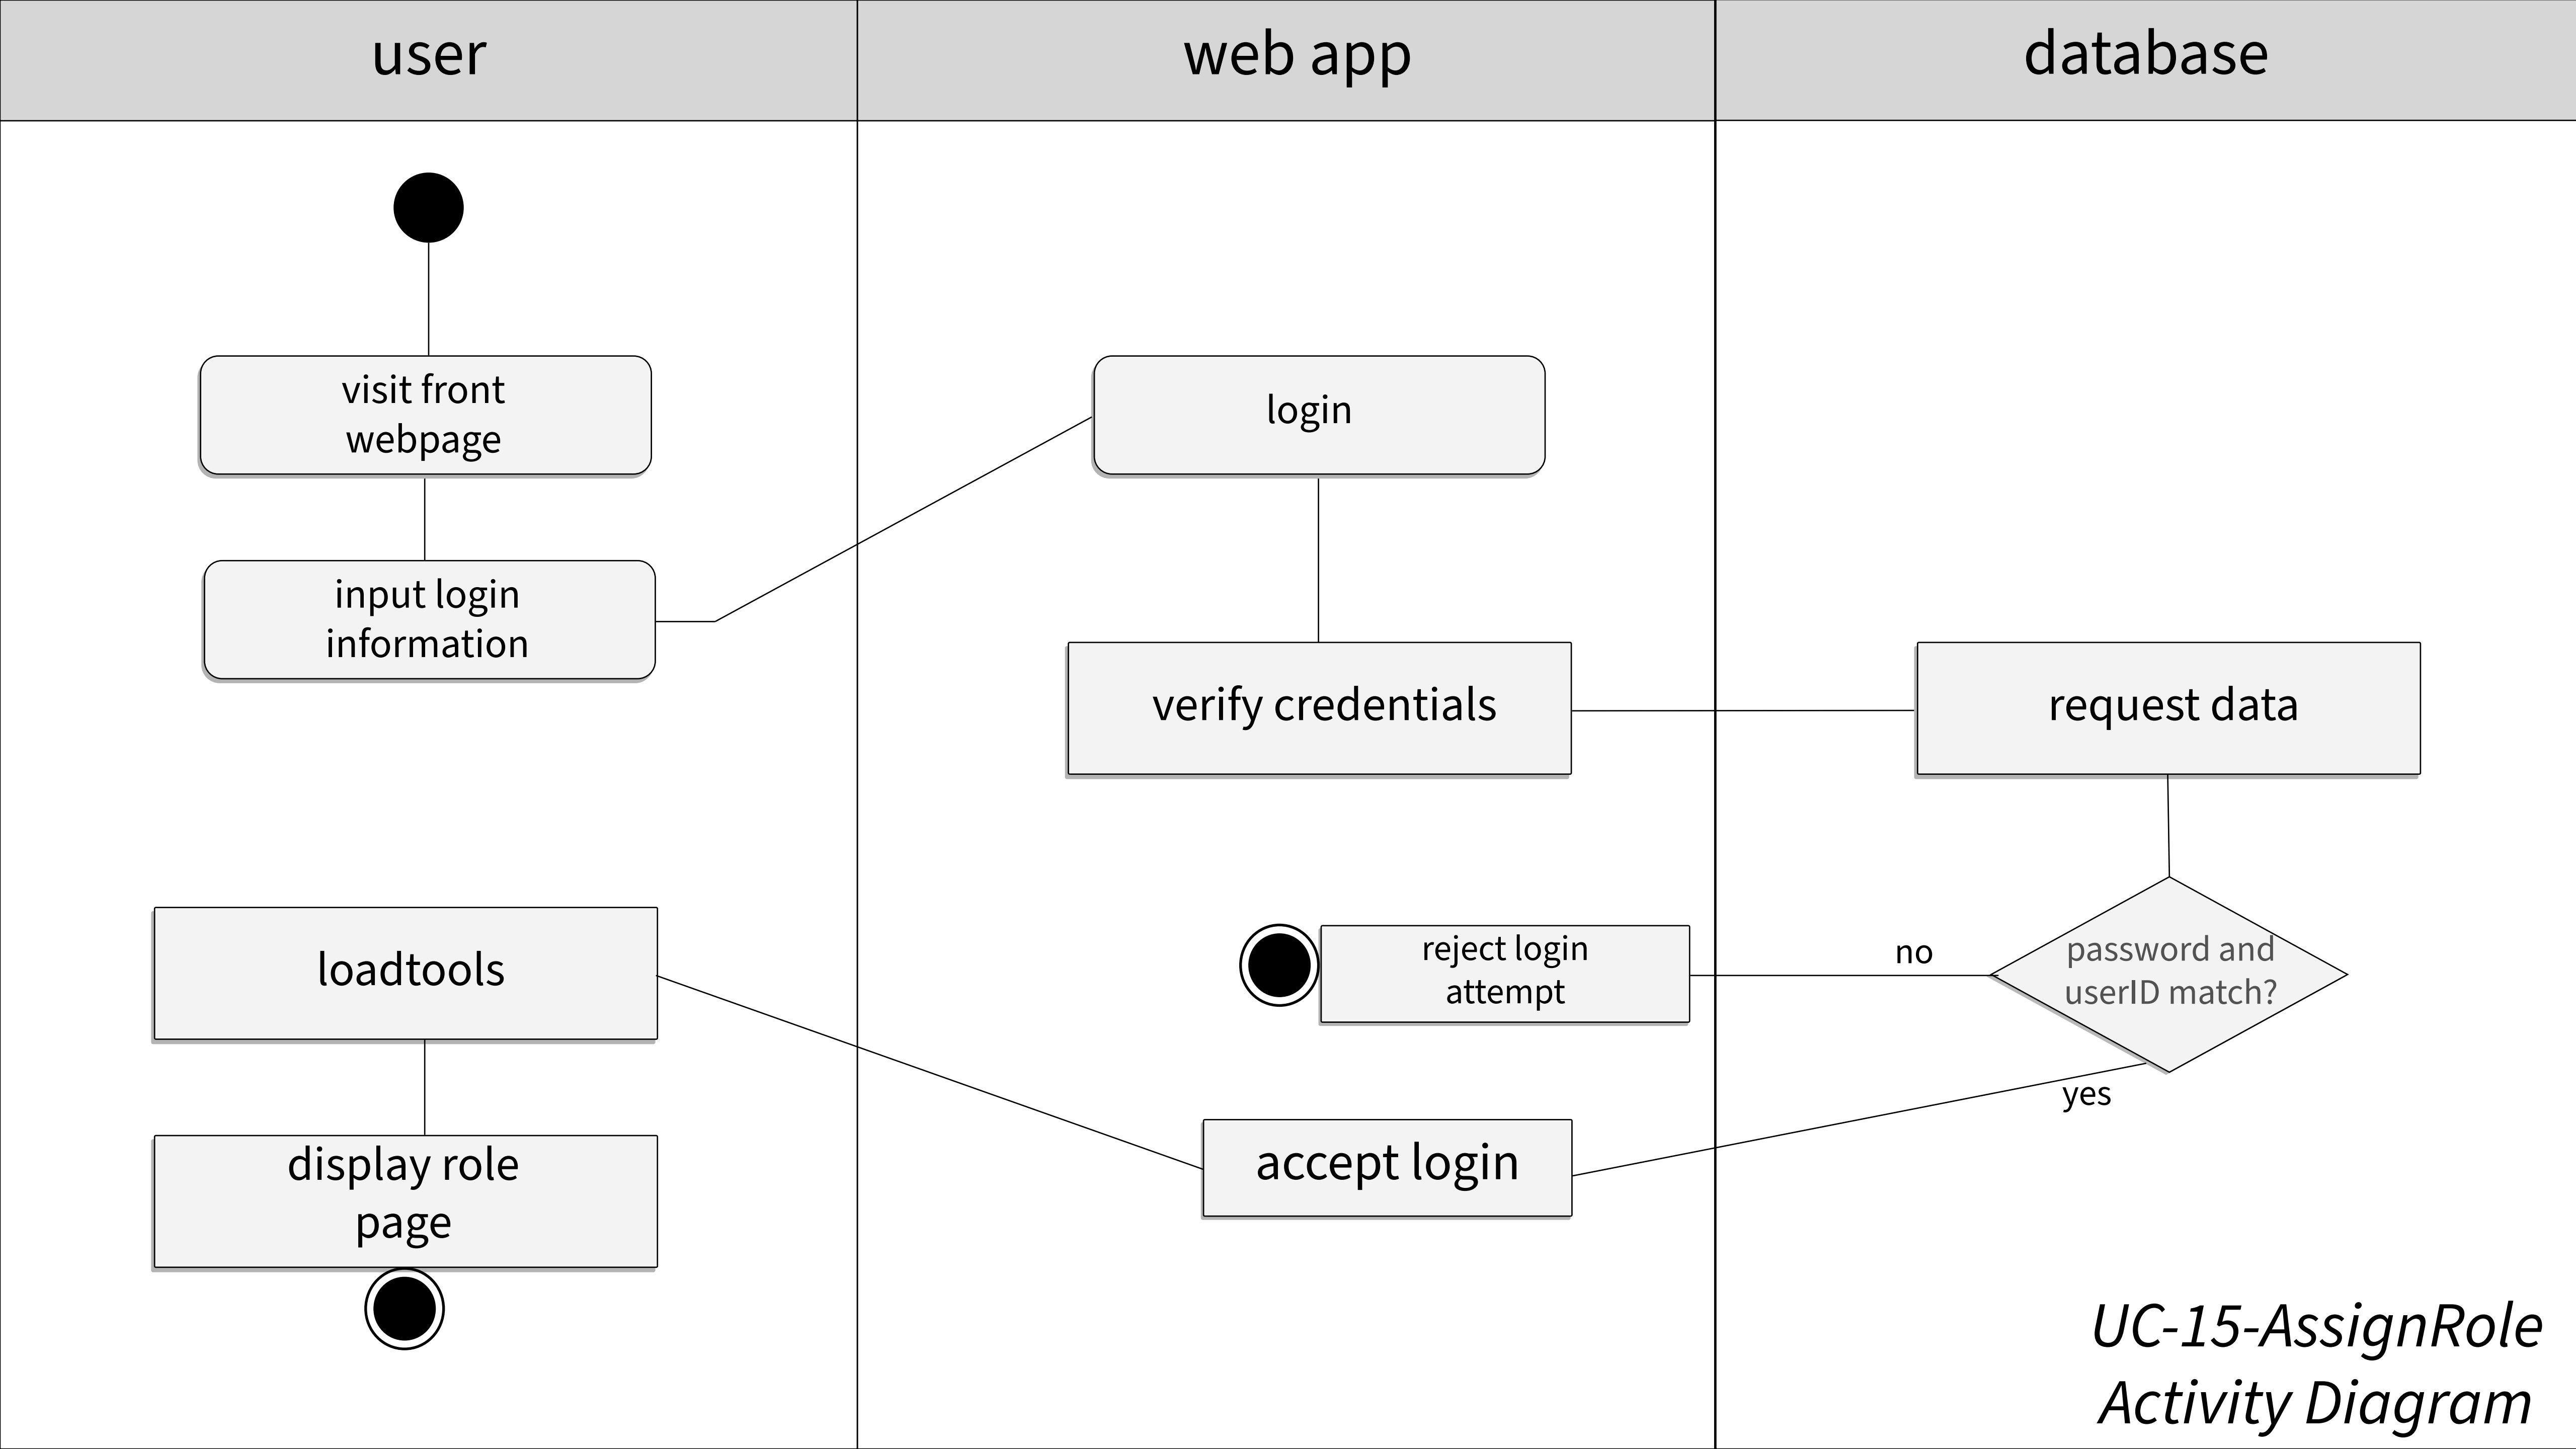 user
web app
database
visit front
webpage
login
input login
information
verify credentials
request data
loadtools
reject login
attempt
no
password and
userID match?
yes
display role
page
accept login
UC-15-AssignRole
Activity Diagram